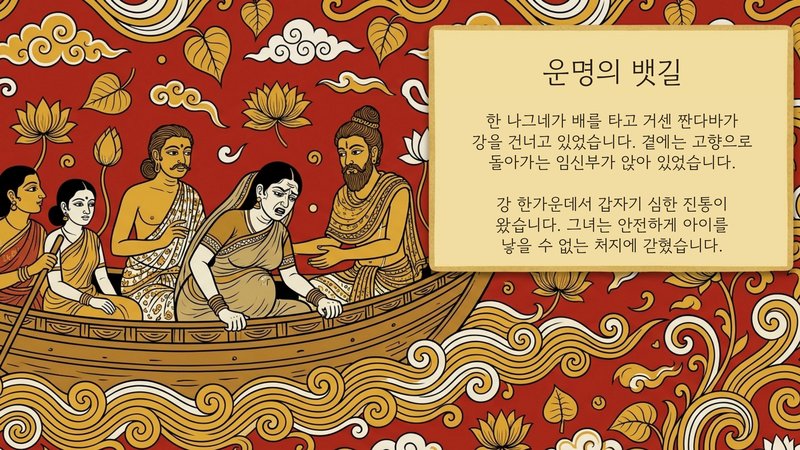 운명의 뱃길
한 나그네가 배를 타고 거센 짠다바가
강을 건너고 있었습니다. 곁에는 고향으로
돌아가는 임신부가 앉아 있었습니다.
강 한가운데서 갑자기 심한 진통이
왔습니다. 그녀는 안전하게 아이를
낳을 수 없는 처지에 갇혔습니다.